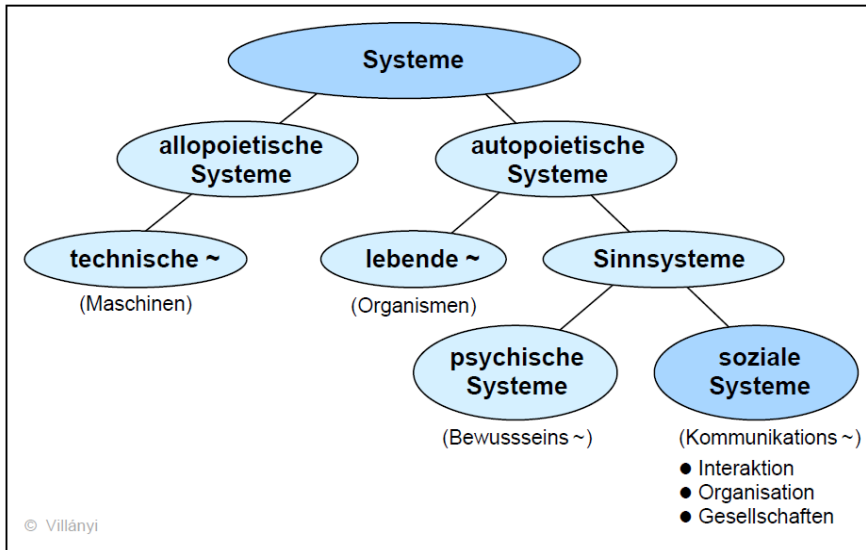 Systeme
allopoietische
Systeme
autopoietische
Systeme
technische ~
(Maschinen)
lebende ~
(Organismen)
Sinnsysteme
psychische
Systeme
(Bewussseins ~)
soziale
Systeme
(Kommunikations ~)
● Interaktion
● Organisation
● Gesellschaften
© Villányi